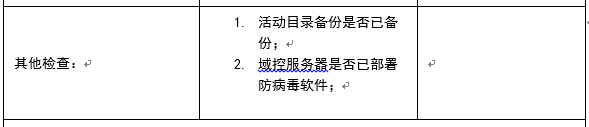 其他检查：
1. 活动目录备份是否已备
份；
2. 域控服务器是否已部署
防病毒软件；